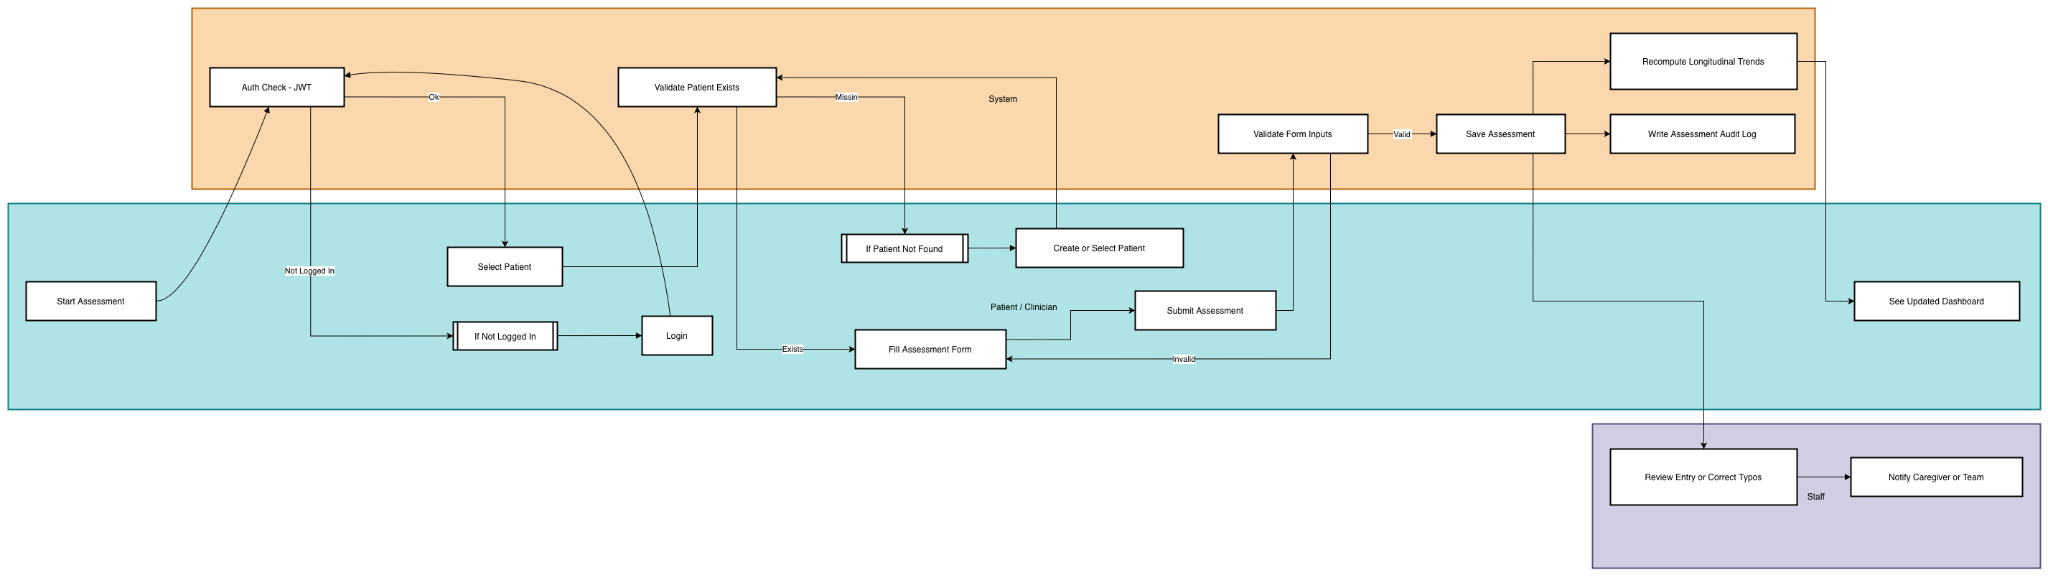 Recompute Longitudinal Trends
Auth Check - JWT
Validate Patient Exists
Ok
Missin
System
Validate Form Inputs
Valid
Save Assessment
Write Assessment Audit Log
If Patient Not Found
Create or Select Patient
Select Patient
Not Logged In
Start Assessment
See Updated Dashboard
Patient / Clinician
Submit Assessment
If Not Logged In
Login
Exists
Fill Assessment Form
Invalid
Review Entry or Correct Typos
Notify Caregiver or Team
Staff